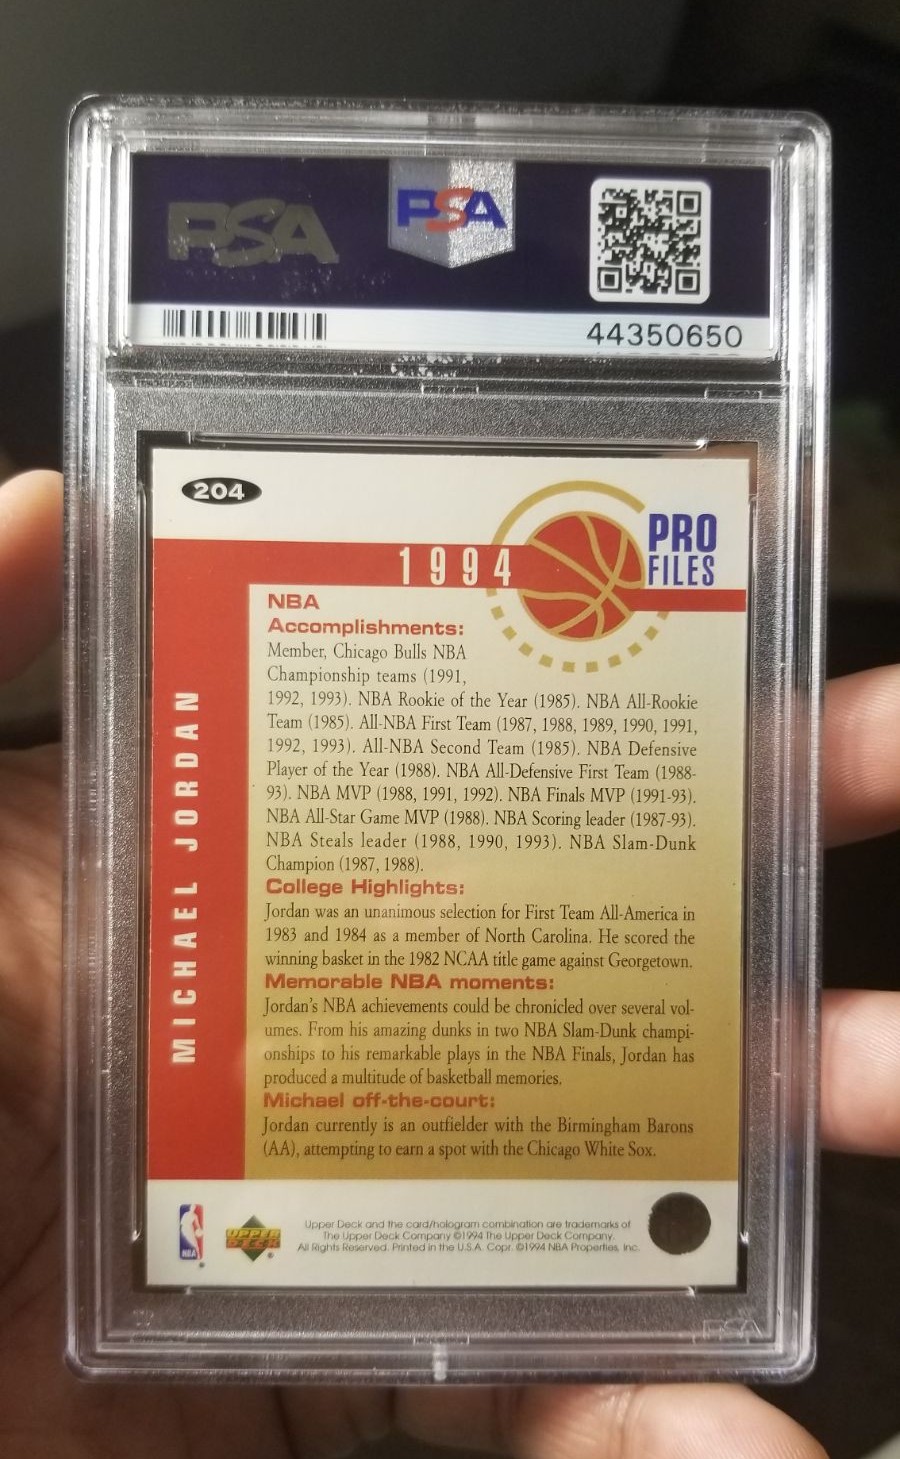 PSA PSA
44350650
204
PRO
FILES
1994
NBA
Accomplishments:
Member, Chicago Bulls NBA
Championship teams (1991,
1992, 1993). NBA Rookie of the Year (1985). NBA All-Rookie
Team (1985). All-NBA First Team (1987, 1988, 1989, 1990, 1991,
1992, 1993). All-NBA Second Team (1985). NBA Defensive
Player of the Year (1988). NBA All-Defensive First Team (1988-
93). NBA MVP (1988, 1991, 1992). NBA Finals MVP (1991-93).
NBA All-Star Game MVP (1988). NBA Scoring leader (1987-93).
NBA Steals leader (1988, 1990, 1993). NBA Slam-Dunk
Champion (1987, 1988).
College Highlights:
Jordan was an unanimous selection for First Team All-America in
1983 and 1984 as a member of North Carolina. He scored the
winning basket in the 1982 NCAA title game against Georgetown.
Memorable NBA moments:
Jordan's NBA achievements could be chronicled over several vol-
umes. From his amazing dunks in two NBA Slam-Dunk champi-
onships to his remarkable plays in the NBA Finals, Jordan has
produced a multitude of basketball memories.
Michael off-the-court:
Jordan currently is an outfielder with the Birmingham Barons
(AA), attempting to earn a spot with the Chicago White Sox.
MICHAEL JORDAN
NBA
UPPER
DECK
Upper Deck and the card/hologram combination are trademarks of
The Upper Deck Company ©1994 The Upper Deck Company.
All Rights Reserved. Printed in the U.S.A. Copr. ©1994 NBA Properties, Inc.
PSA